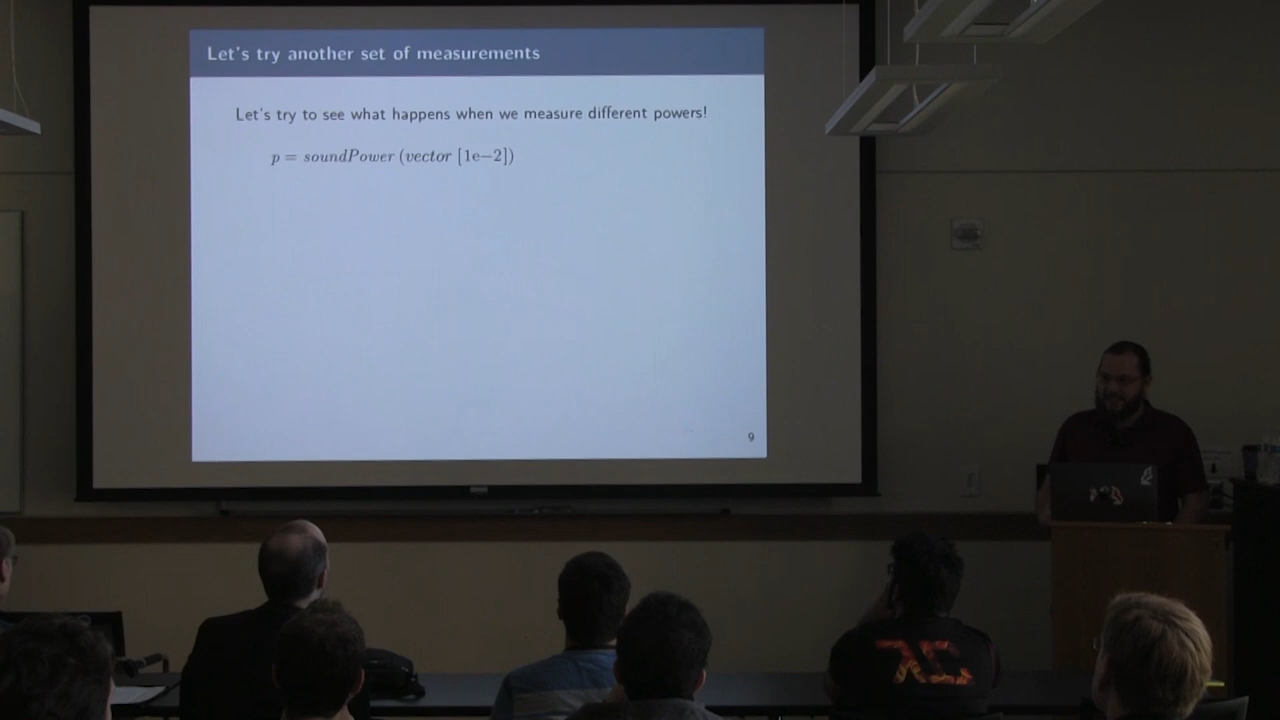 Let's try another set of measurements
Let's try to see what happens when we measure different powers!
p = soundPower (vector [1e−2])
9